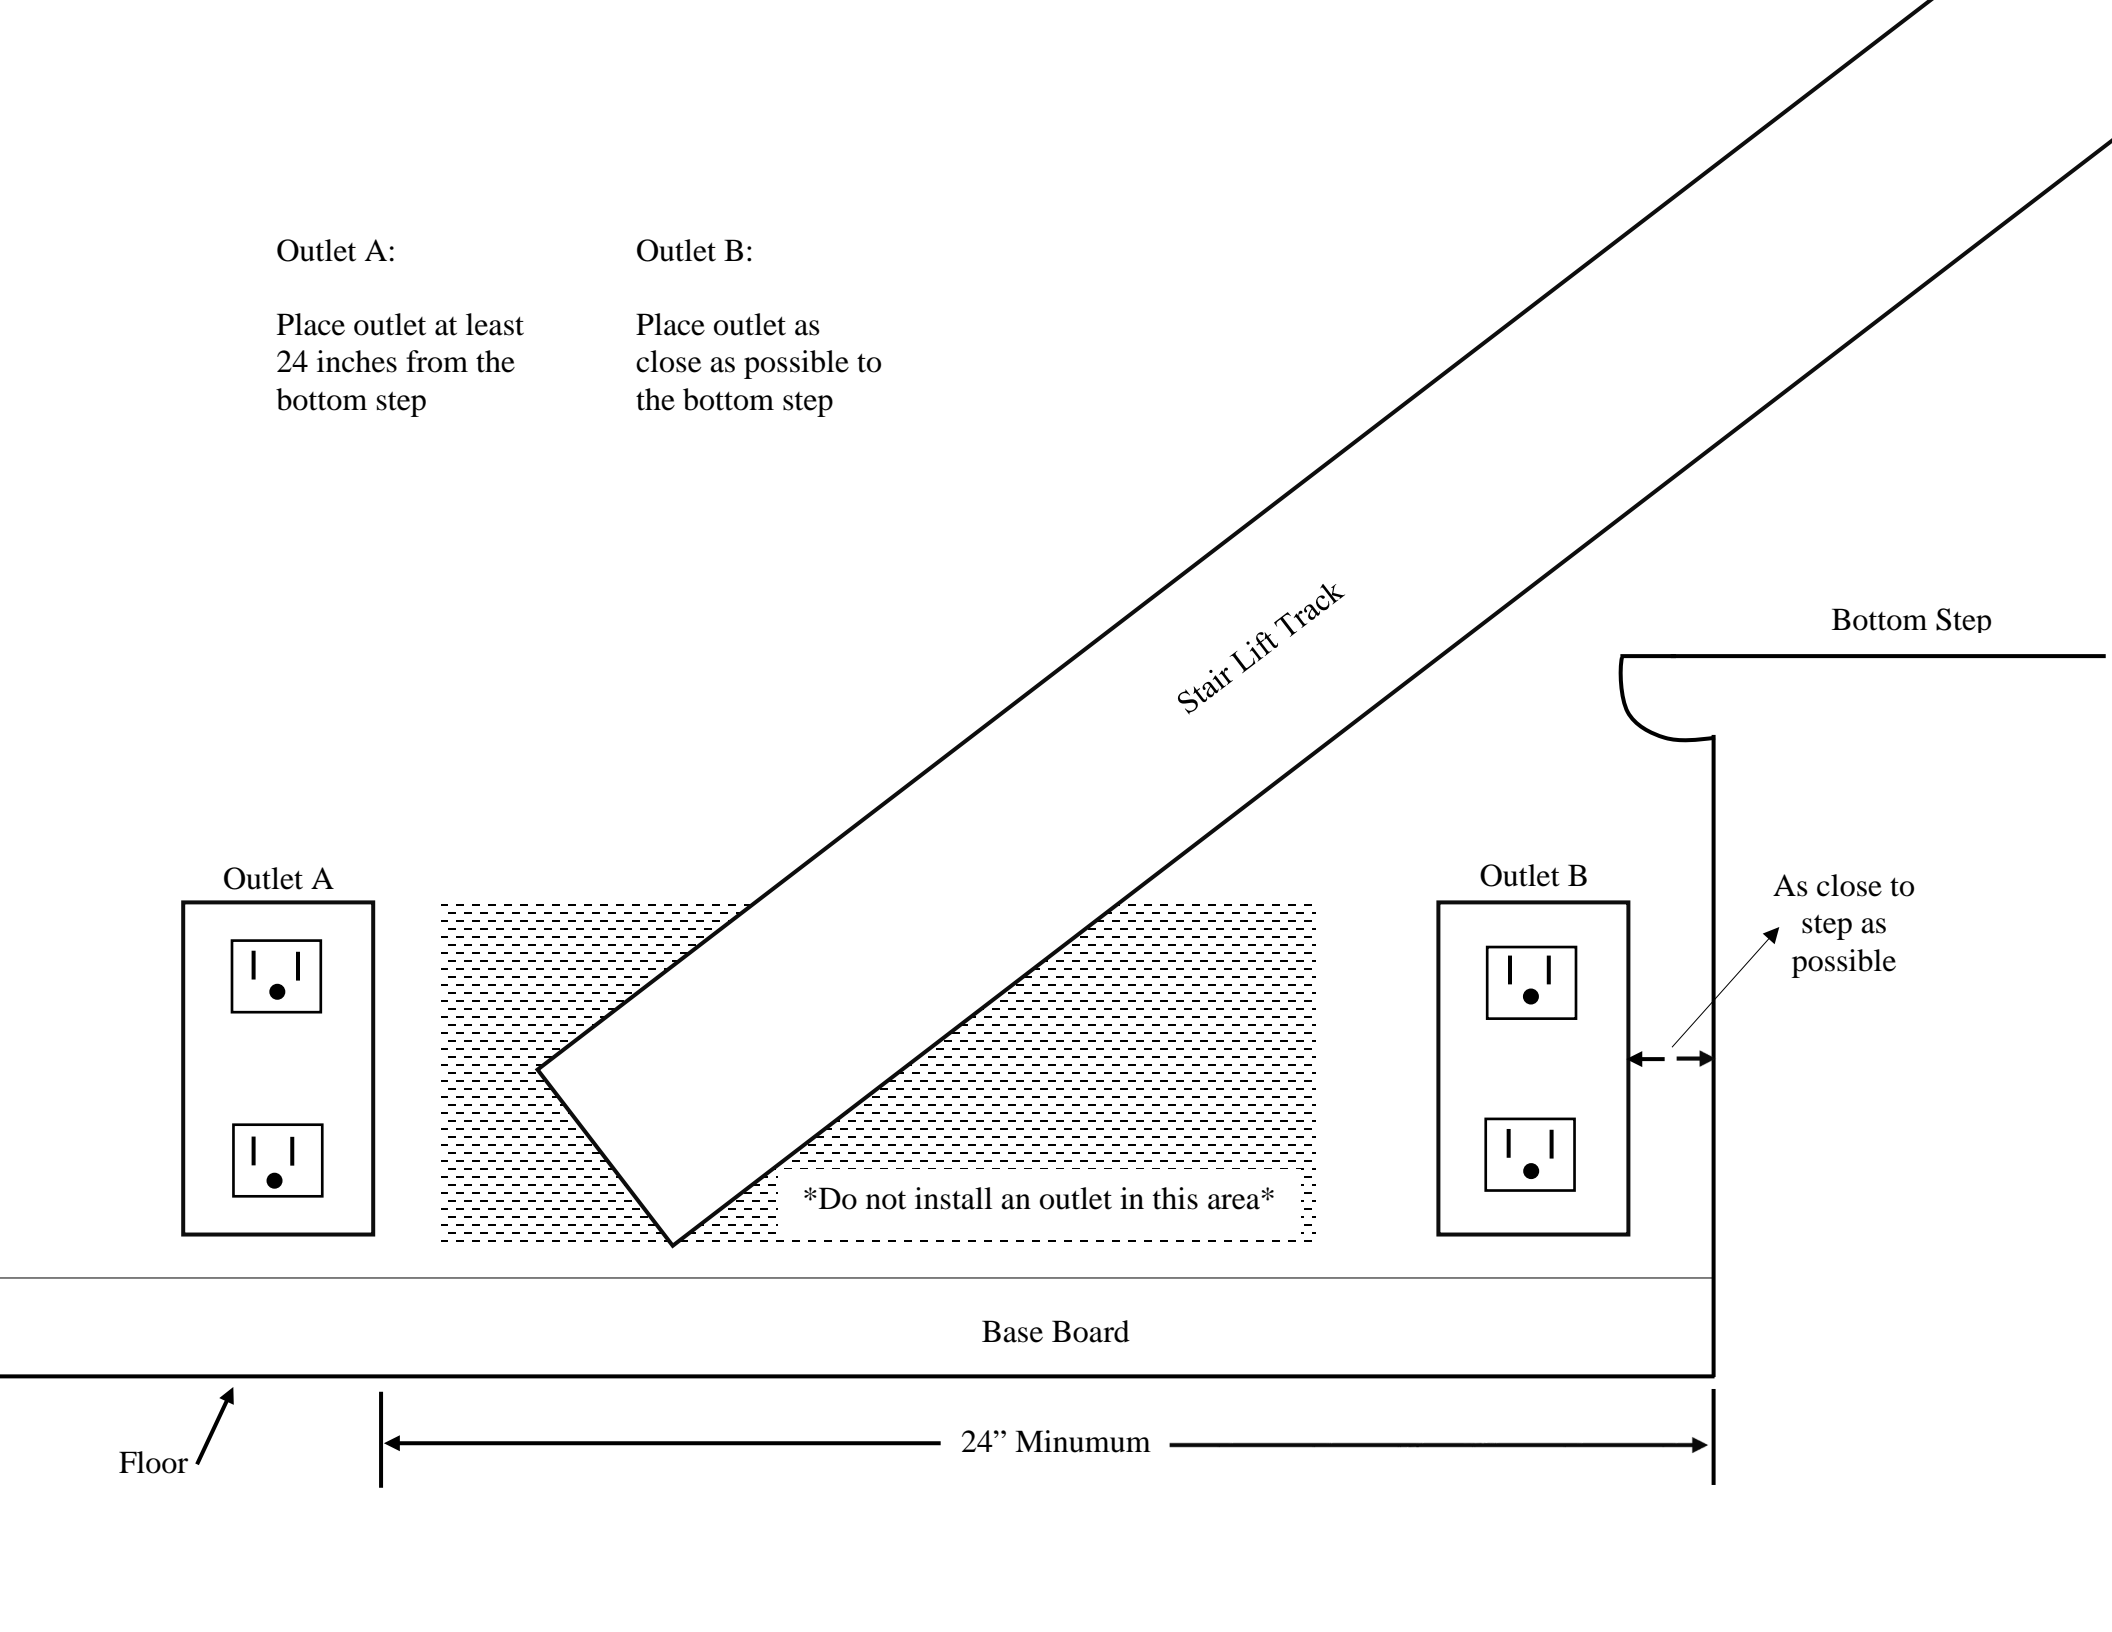 Outlet A:
Place outlet at least
24 inches from the
bottom step
Outlet B:
Place outlet as
close as possible to
the bottom step
Stair Lift Track
Bottom Step
Outlet A
Outlet B
As close to
step as
possible
*Do not install an outlet in this area*
Base Board
Floor
24” Minumum